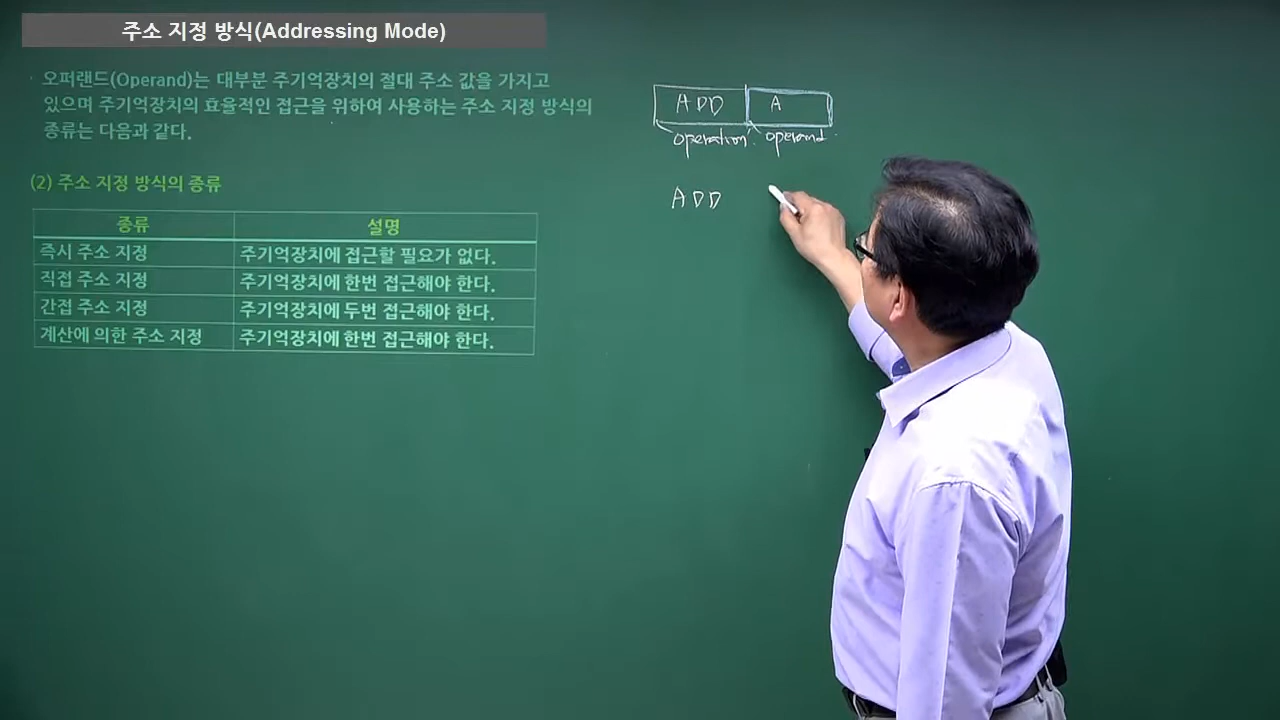 주소 지정 방식(Addressing Mode)
오퍼랜드(Operand)는 대부분 주기억장치의 절대 주소 값을 가지고
있으며 주기억장치의 효율적인 접근을 위하여 사용하는 주소 지정 방식의
종류는 다음과 같다.
(2) 주소 지정 방식의 종류
종류 설명
즉시 주소 지정 주기억장치에 접근할 필요가 없다.
직접 주소 지정 주기억장치에 한번 접근해야 한다.
간접 주소 지정 주기억장치에 두번 접근해야 한다.
계산에 의한 주소 지정 주기억장치에 한번 접근해야 한다.
ADD A
operation operand
ADD